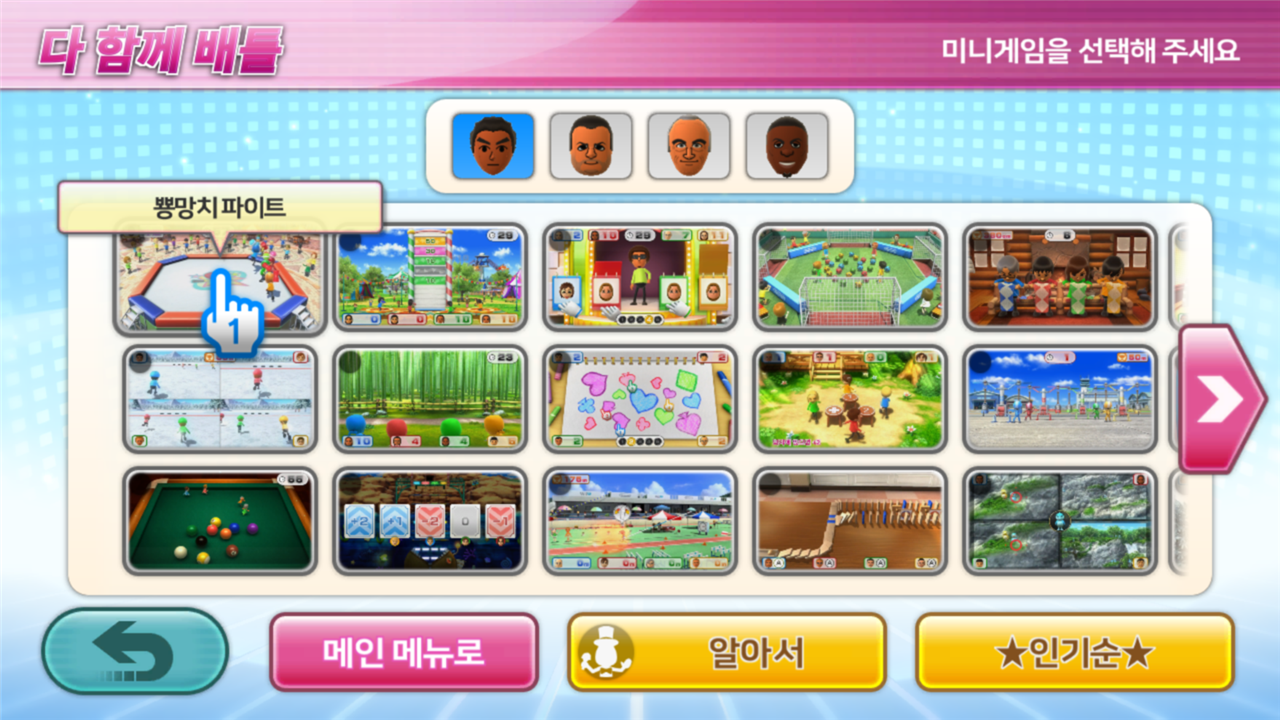 다 함께 배틀
미니게임을 선택해 주세요
뿅망치 파이트
1
메인 메뉴로
알아서
★인기순★